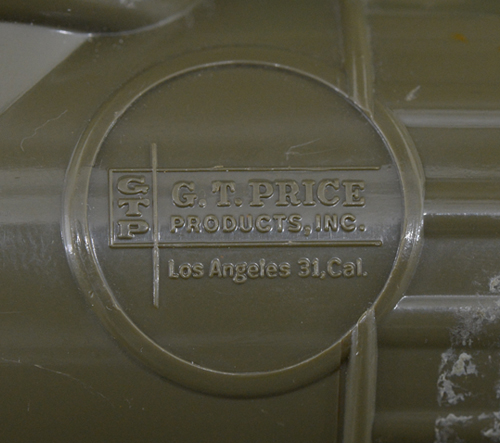 GTP
G.T. PRICE
PRODUCTS, INC.
Los Angeles 31, Cal.